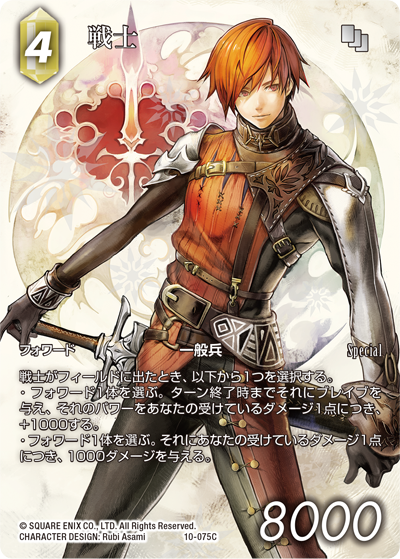 4
戦士
フォワード 一般兵 Special
戦士がフィールドに出たとき、以下から1つを選択する。
・フォワード1体を選ぶ。ターン終了時までそれにブレイブを
与え、それのパワーをあなたの受けているダメージ1点につき、
+1000する。
・フォワード1体を選ぶ。それにあなたの受けているダメージ1点
につき、1000ダメージを与える。
© SQUARE ENIX CO., LTD. All Rights Reserved.
CHARACTER DESIGN: Rubi Asami 10-075C
8000